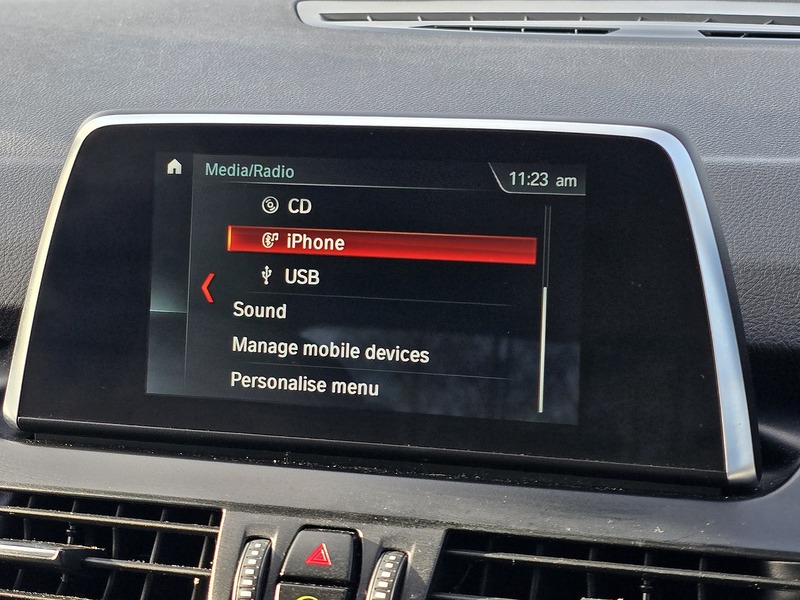 Media/Radio
11:23 am
CD
iPhone
USB
Sound
Manage mobile devices
Personalise menu